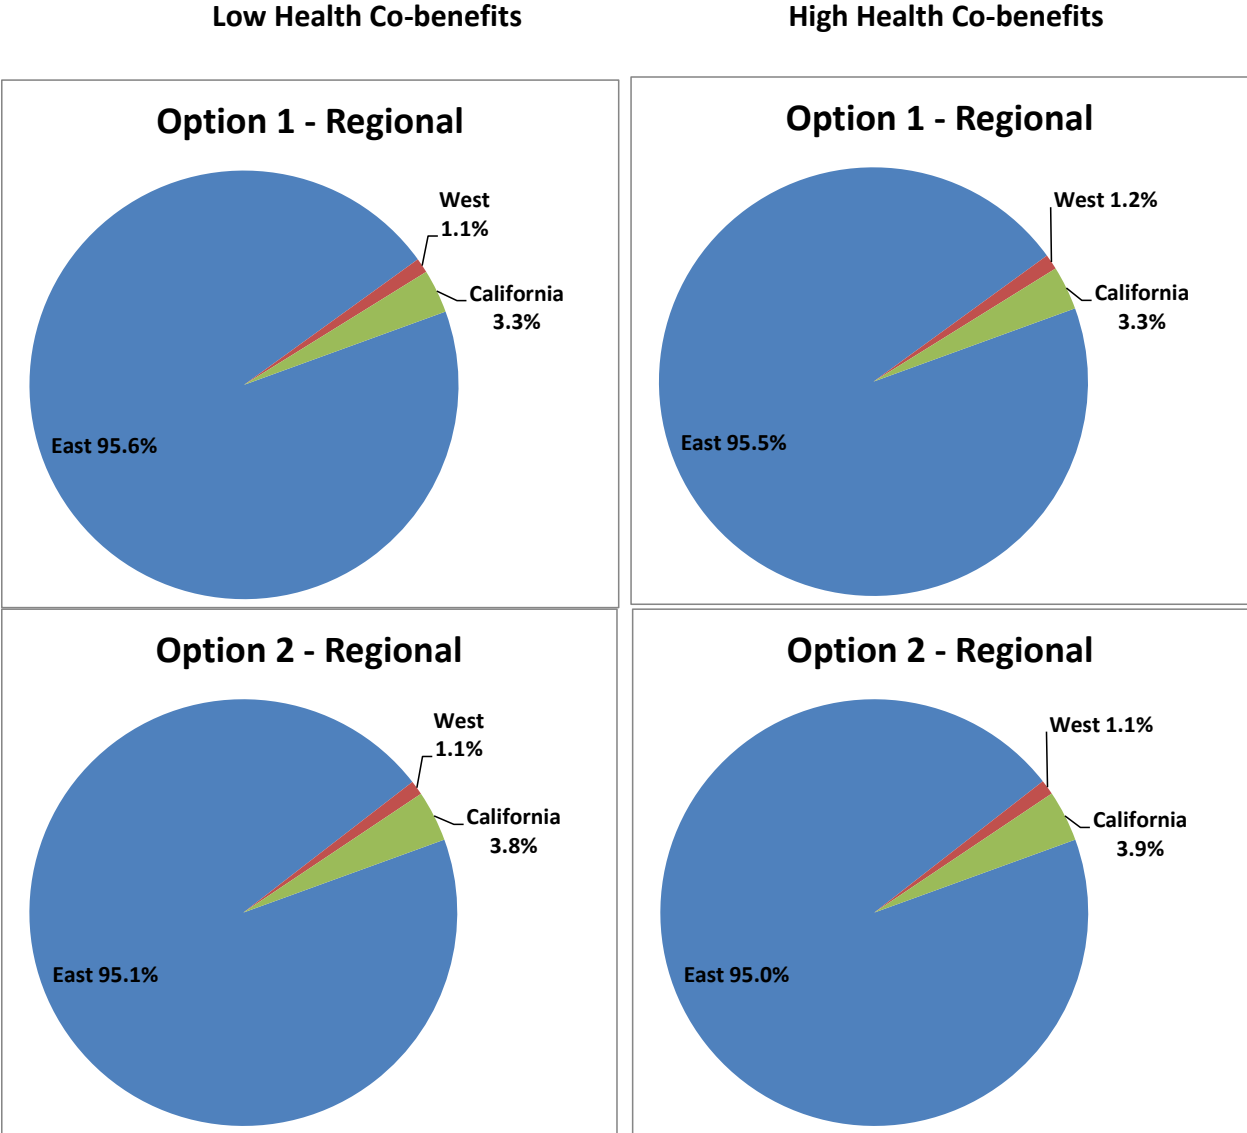 Low Health Co-benefits
High Health Co-benefits
Option 1 - Regional
West
1.1%
California
3.3%
East 95.6%
Option 1 - Regional
West 1.2%
California
3.3%
East 95.5%
Option 2 - Regional
West
1.1%
California
3.8%
East 95.1%
Option 2 - Regional
West 1.1%
California
3.9%
East 95.0%